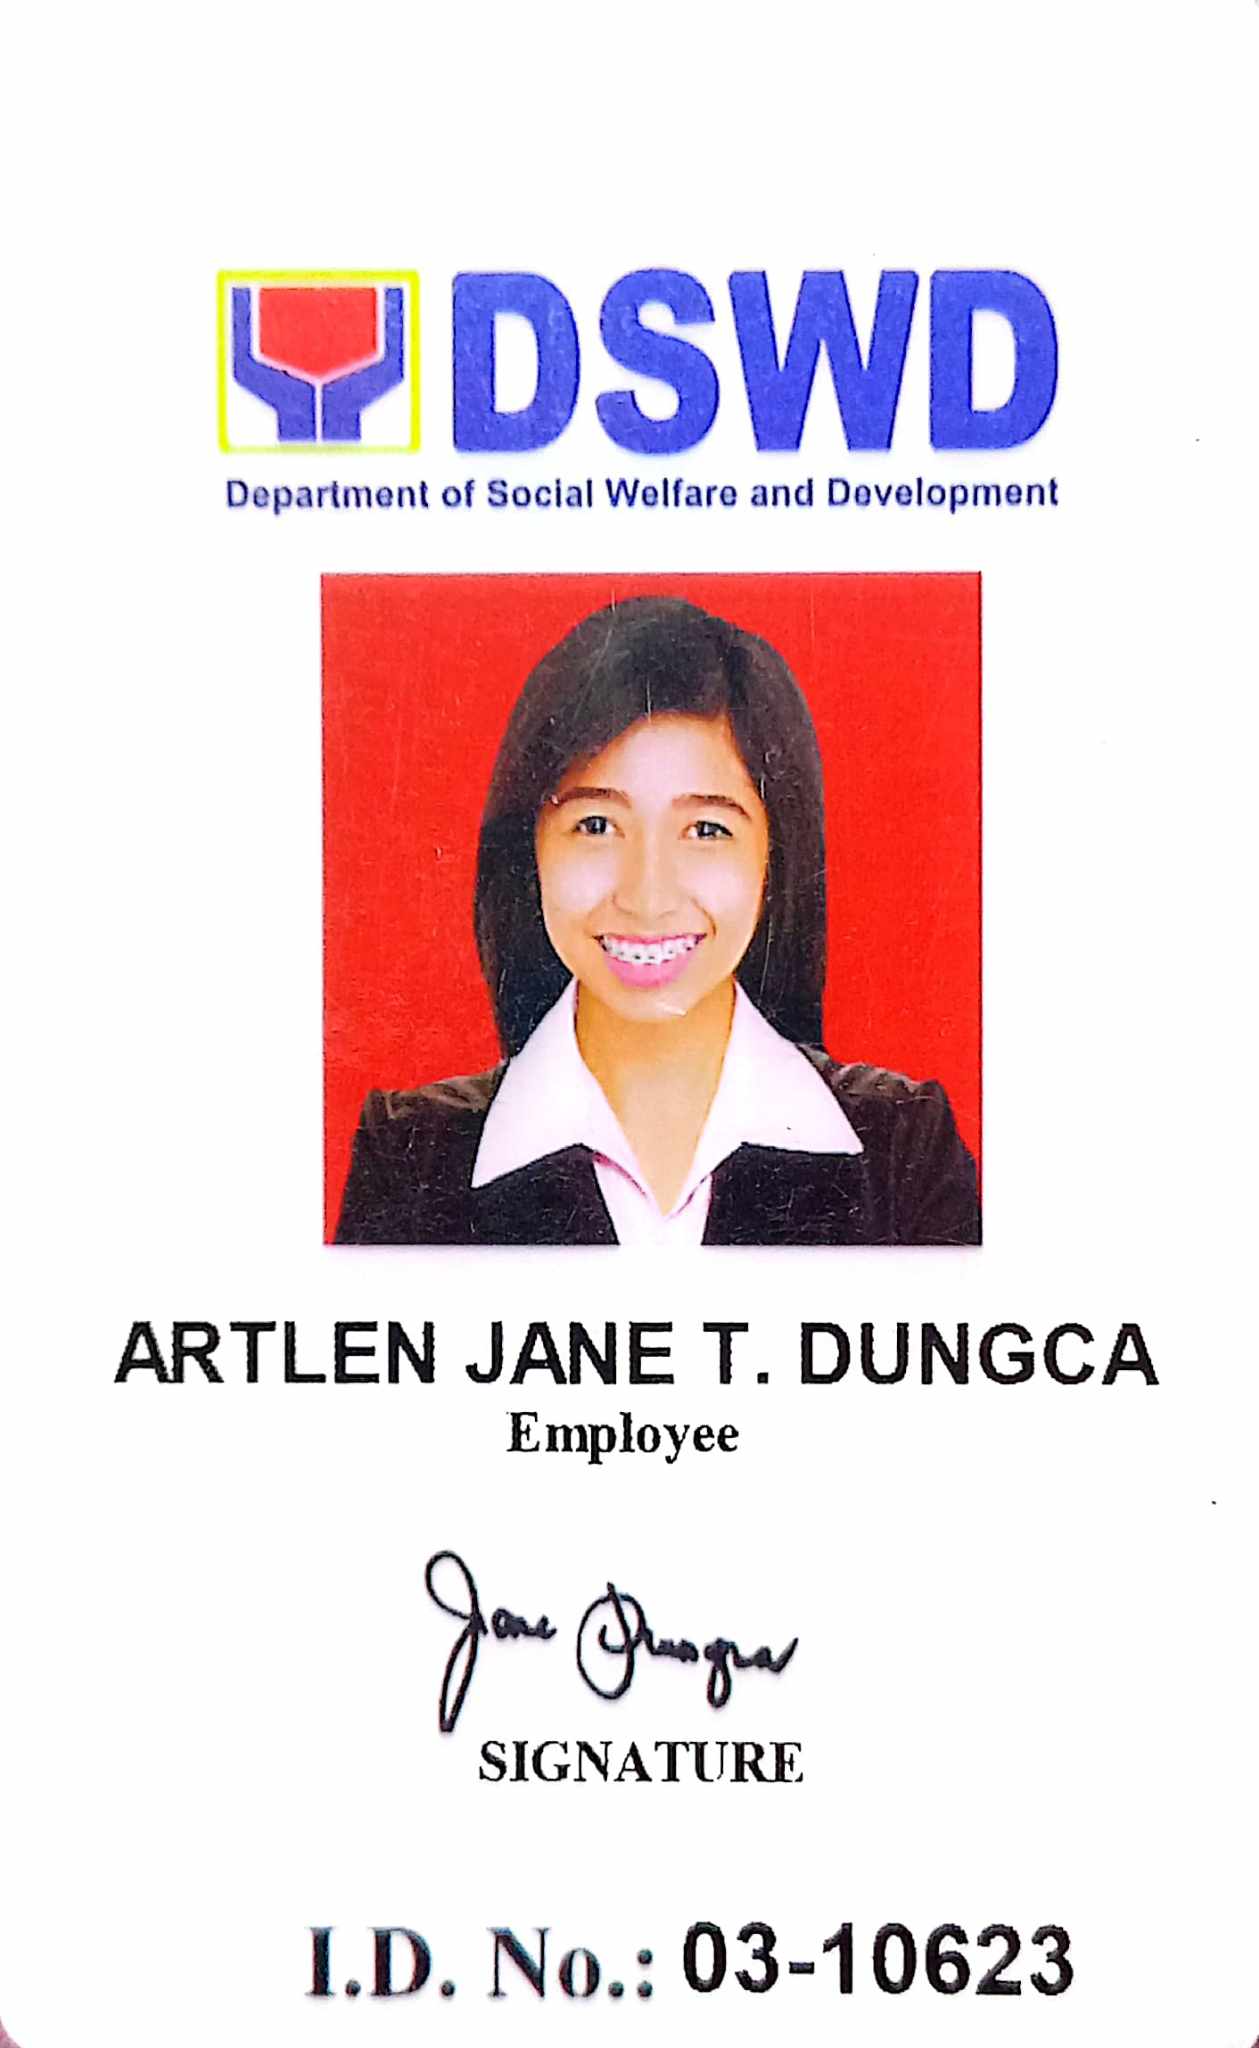 DSWD
Department of Social Welfare and Development
ARTLEN JANE T. DUNGCA
Employee
Jane Dungca
SIGNATURE
I.D. No.: 03-10623